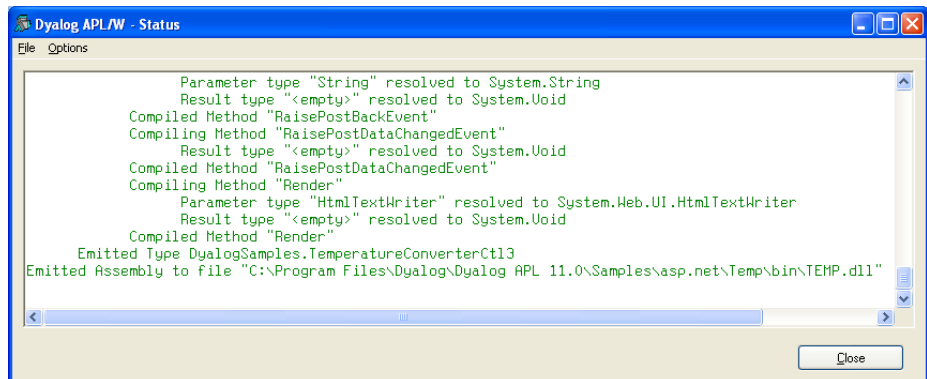 Dyalog APL/W - Status
File Options
Parameter type "String" resolved to System.String
Result type "<empty>" resolved to System.Void
Compiled Method "RaisePostBackEvent"
Compiling Method "RaisePostDataChangedEvent"
Result type "<empty>" resolved to System.Void
Compiled Method "RaisePostDataChangedEvent"
Compiling Method "Render"
Parameter type "HtmlTextWriter" resolved to System.Web.UI.HtmlTextWriter
Result type "<empty>" resolved to System.Void
Compiled Method "Render"
Emitted Type DyalogSamples.TemperatureConverterCtl3
Emitted Assembly to file "C:\Program Files\Dyalog\Dyalog APL 11.0\Samples\asp.net\Temp\bin\TEMP.dll"
Close